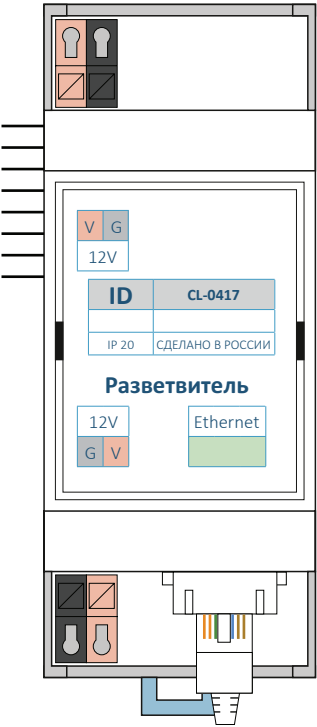 V G
12V
ID CL-0417
IP 20 СДЕЛАНО В РОССИИ
Разветвитель
12V Ethernet
G V